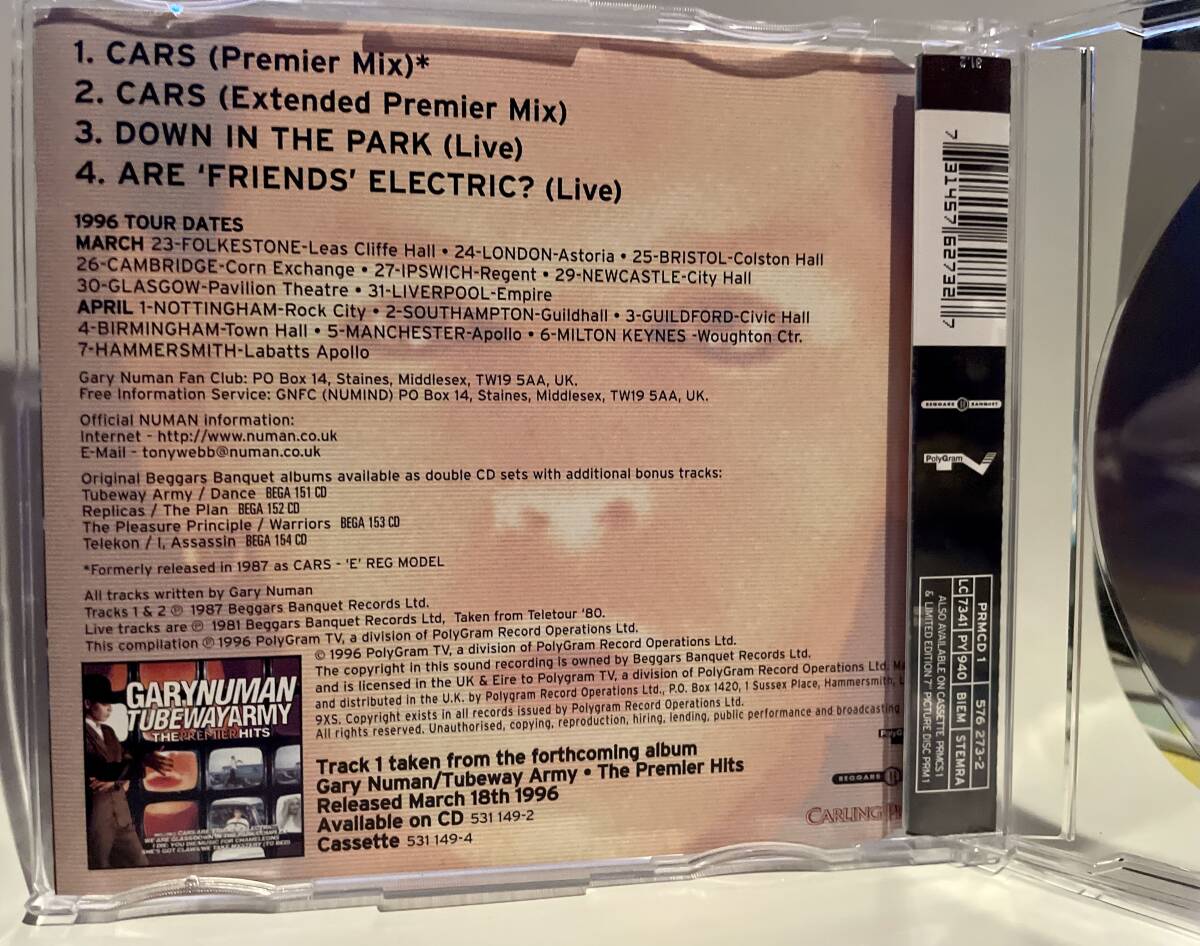 1. CARS (Premier Mix)*
2. CARS (Extended Premier Mix)
3. DOWN IN THE PARK (Live)
4. ARE 'FRIENDS' ELECTRIC? (Live)
1996 TOUR DATES
MARCH 23-FOLKESTONE-Leas Cliffe Hall • 24-LONDON-Astoria • 25-BRISTOL-Colston Hall
26-CAMBRIDGE-Corn Exchange • 27-IPSWICH-Regent • 29-NEWCASTLE-City Hall
30-GLASGOW-Pavilion Theatre • 31-LIVERPOOL-Empire
APRIL 1-NOTTINGHAM-Rock City • 2-SOUTHAMPTON-Guildhall • 3-GUILDFORD-Civic Hall
4-BIRMINGHAM-Town Hall • 5-MANCHESTER-Apollo • 6-MILTON KEYNES -Woughton Ctr.
7-HAMMERSMITH-Labatts Apollo
Gary Numan Fan Club: PO Box 14, Staines, Middlesex, TW19 5AA, UK.
Free Information Service: GNFC (NUMIND) PO Box 14, Staines, Middlesex, TW19 5AA, UK.
Official NUMAN information:
Internet - http://www.numan.co.uk
E-Mail - tonywebb@numan.co.uk
Original Beggars Banquet albums available as double CD sets with additional bonus tracks:
Tubeway Army / Dance BEGA 151 CD
Replicas / The Plan BEGA 152 CD
The Pleasure Principle / Warriors BEGA 153 CD
Telekon / I, Assassin BEGA 154 CD
*Formerly released in 1987 as CARS - 'E' REG MODEL
All tracks written by Gary Numan
Tracks 1 & 2 ℗ 1987 Beggars Banquet Records Ltd.
Live tracks are ℗ 1981 Beggars Banquet Records Ltd, Taken from Teletour '80.
This compilation ℗ 1996 PolyGram TV, a division of PolyGram Record Operations Ltd.
© 1996 PolyGram TV, a division of PolyGram Record Operations Ltd.
The copyright in this sound recording is owned by Beggars Banquet Records Ltd.
and is licensed in the UK & Eire to Polygram TV, a division of PolyGram Record Operations Ltd.
and distributed in the U.K. by Polygram Record Operations Ltd., P.O. Box 1420, 1 Sussex Place, Hammersmith,
9XS. Copyright exists in all records issued by Polygram Record Operations Ltd.
All rights reserved. Unauthorised, copying, reproduction, hiring, lending, public performance and broadcasting
GARYNUMAN
TUBEWAYARMY
THEPREMIERHITS
Track 1 taken from the forthcoming album
Gary Numan/Tubeway Army • The Premier Hits
Released March 18th 1996
Available on CD 531 149-2
Cassette 531 149-4
BEGGARS
CARLING
7 31457 62732 7
BEGGARS BANQUET
PolyGram
PRMCD 1 576 273-2
LC 7341 PY 940 BIEM STEMRA
ALSO AVAILABLE ON CASSETTE PRMCS1
& LIMITED EDITION 7" PICTURE DISC PRM1